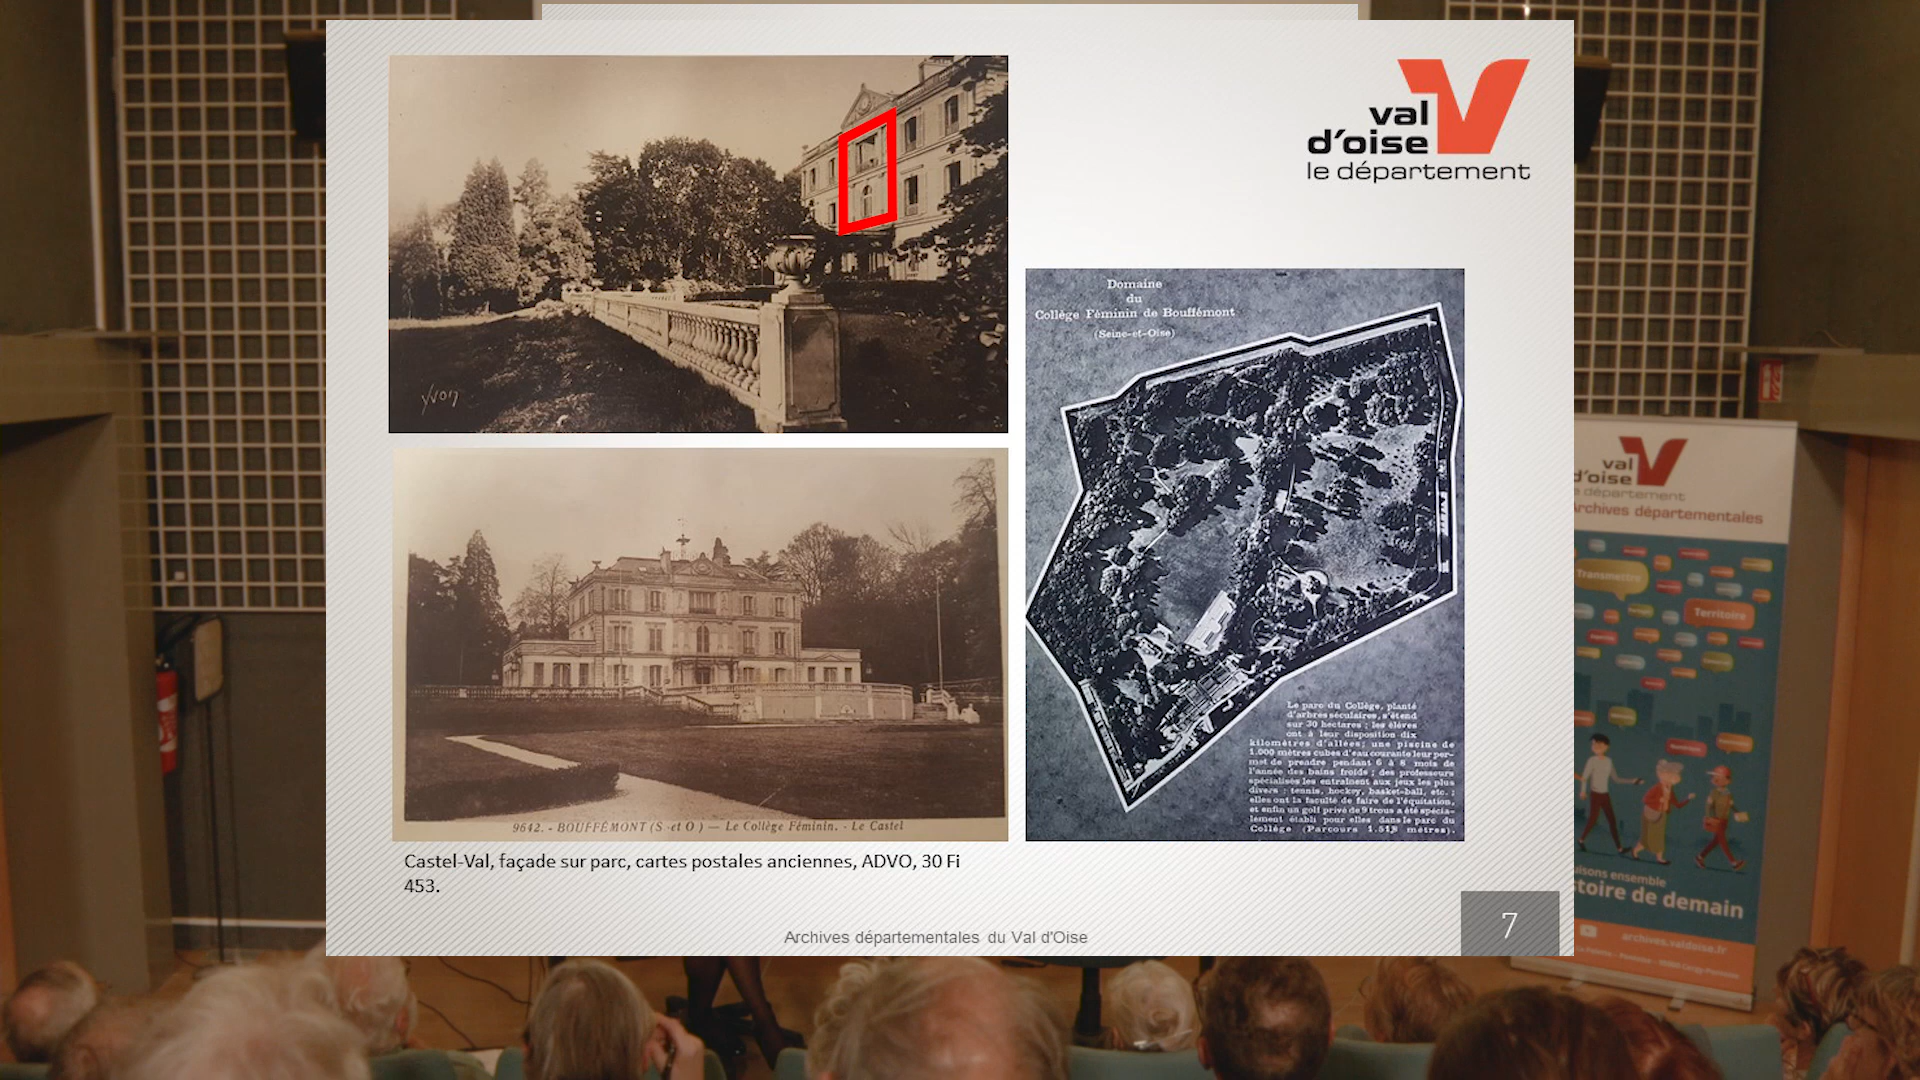 val
d'oise
le département
yvon
Domaine
du
Collège Féminin de Bouffémont
(Seine-et-Oise)
Le parc du Collège, planté
d'arbres séculaires, s'étend
sur 30 hectares ; les élèves
ont à leur disposition dix
kilomètres d'allées; une piscine de
1.000 mètres cubes d'eau courante leur per-
met de prendre pendant 6 à 8 mois de
l'année des bains froids ; des professeurs
spécialisés les entraînent aux jeux les plus
divers : tennis, hockey, basket-ball, etc. ;
elles ont la faculté de faire de l'équitation,
et enfin un golf privé de 9 trous a été spécia-
lement établi pour elles dans le parc du
Collège (Parcours 1.518 mètres).
9642. - BOUFFÉMONT (S.-et O.) — Le Collège Féminin. - Le Castel
Castel-Val, façade sur parc, cartes postales anciennes, ADVO, 30 Fi
453.
Archives départementales du Val d'Oise
7
val
d'oise
département
Archives départementales
Transmettre
Territoire
ensemble
stoire de demain
archives.valdoise.fr